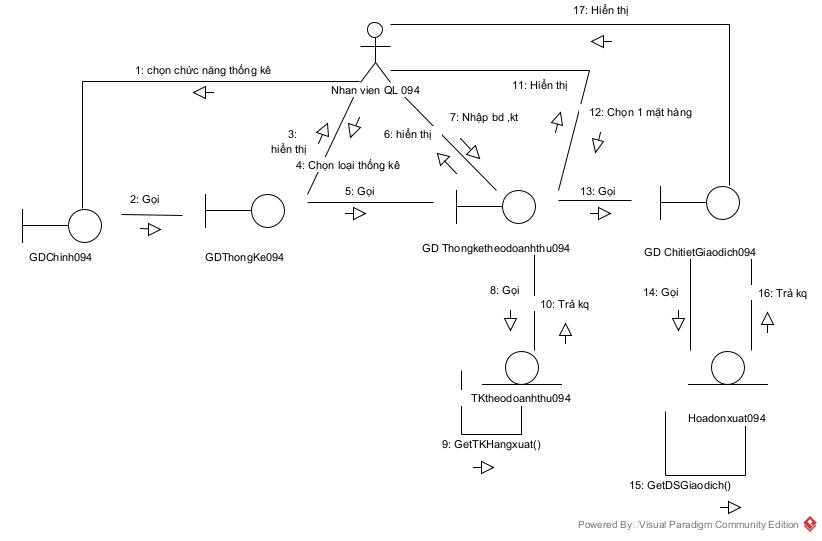 17: Hiển thị
1: chọn chức năng thống kê
11: Hiển thị
Nhan vien QL 094
12: Chọn 1 mặt hàng
7: Nhập bd ,kt
3:
hiển thị
6: hiển thị
4: Chọn loại thống kê
2: Gọi
5: Gọi
13: Gọi
GDChinh094
GDThongKe094
GD Thongketheodoanhthu094
GD ChitietGiaodich094
8: Gọi
10: Trả kq
14: Gọi
16: Trả kq
TKtheodoanhthu094
Hoadonxuat094
9: GetTKHangxuat()
15: GetDSGiaodich()
Powered By Visual Paradigm Community Edition